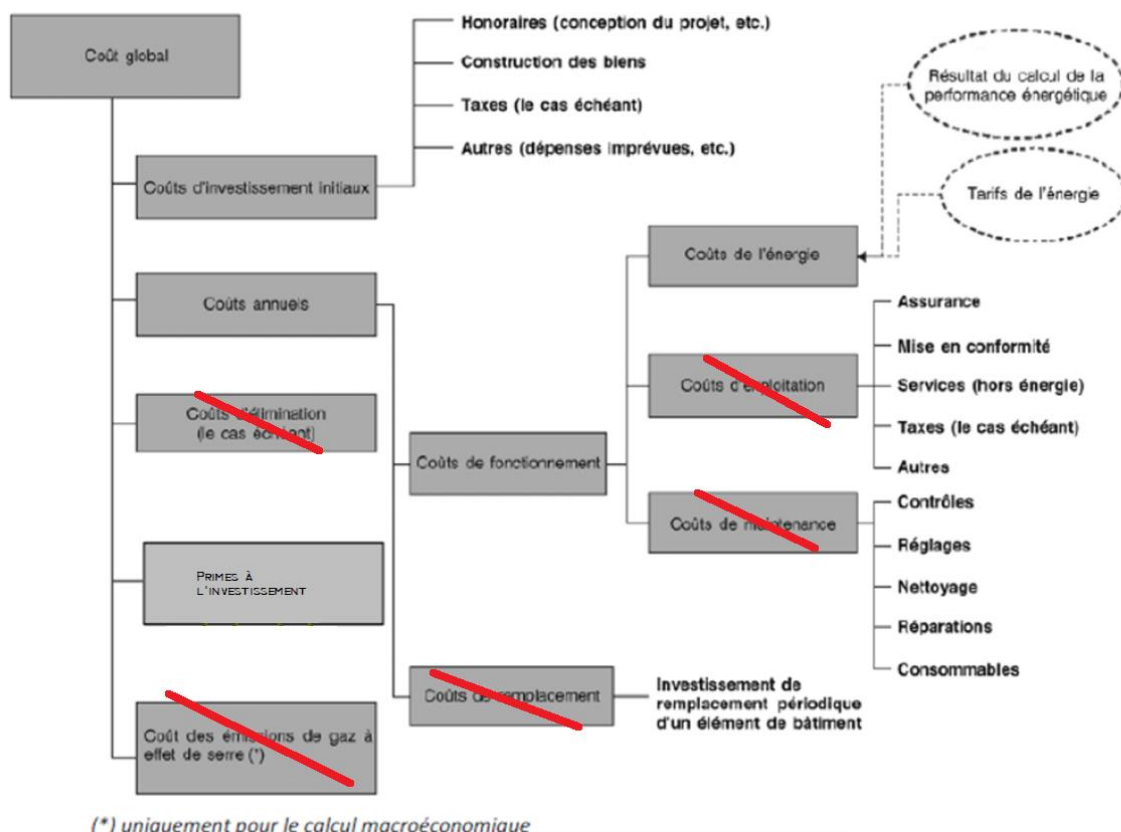 Coût global
Honoraires (conception du projet, etc.)
Construction des biens
Taxes (le cas échéant)
Autres (dépenses imprévues, etc.)
Résultat du calcul de la
performance énergétique
Tarifs de l'énergie
Coûts d'investissement initiaux
Coûts de l'énergie
Coûts annuels
Assurance
Mise en conformité
Coûts d'exploitation
Services (hors énergie)
Taxes (le cas échéant)
Autres
Coûts d'élimination
(le cas échéant)
Coûts de fonctionnement
Coûts de maintenance
Contrôles
Réglages
Nettoyage
Réparations
Consommables
PRIMES À
L'INVESTISSEMENT
Coûts de remplacement
Investissement de
remplacement périodique
d'un élément de bâtiment
Coût des émissions de gaz à
effet de serre (*)
(*) uniquement pour le calcul macroéconomique